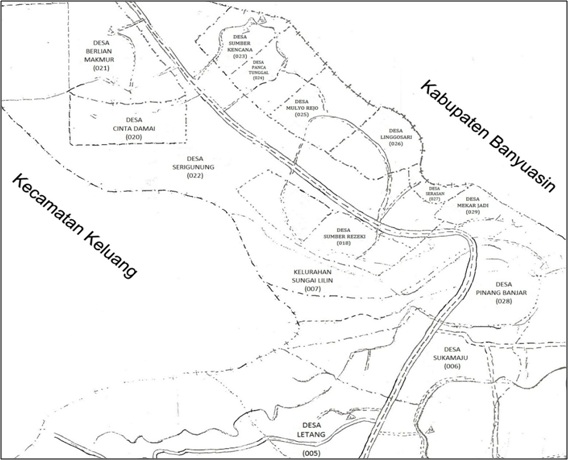 DESA
BERLIAN
MAKMUR
(021)
DESA
SUMBER
KENCANA
(023)
DESA
PANCA
TUNGGAL
(024)
DESA
MULYO REJO
(025)
DESA
LINGGOSARI
(026)
Kabupaten Banyuasin
DESA
CINTA DAMAI
(020)
DESA
SERIGUNUNG
(022)
Kecamatan Keluang
DESA
(027)
DESA
MEKAR JADI
(029)
DESA
SUMBER REZEKI
(018)
KELURAHAN
SUNGAI LILIN
(007)
DESA
PINANG BANJAR
(028)
DESA
SUKAMAJU
(006)
DESA
LETANG
(005)